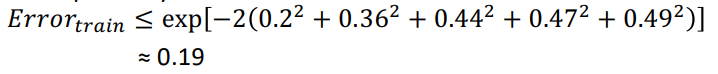 Error_train ≤ exp[−2(0.2² + 0.36² + 0.44² + 0.47² + 0.49²)]
≈ 0.19